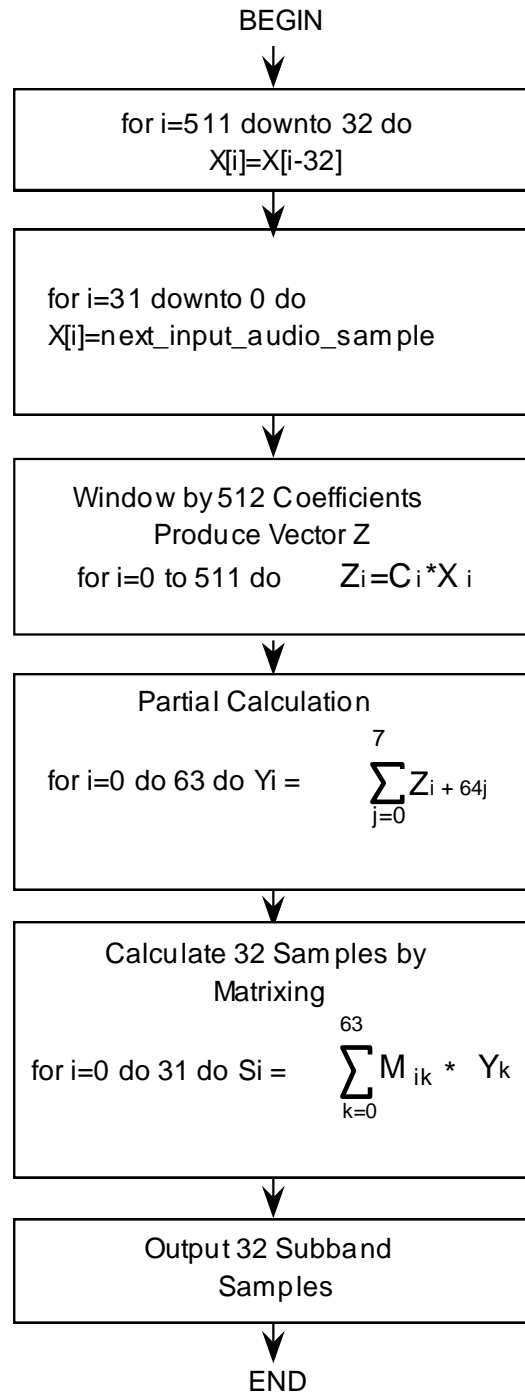 BEGIN
for i=511 downto 32 do
X[i]=X[i-32]
for i=31 downto 0 do
X[i]=next_input_audio_sample
Window by 512 Coefficients
Produce Vector Z
for i=0 to 511 do Zi=Ci*Xi
Partial Calculation
7
for i=0 do 63 do Yi = ∑ Zi + 64j
j=0
Calculate 32 Samples by
Matrixing
63
for i=0 do 31 do Si = ∑ Mik * Yk
k=0
Output 32 Subband
Samples
END